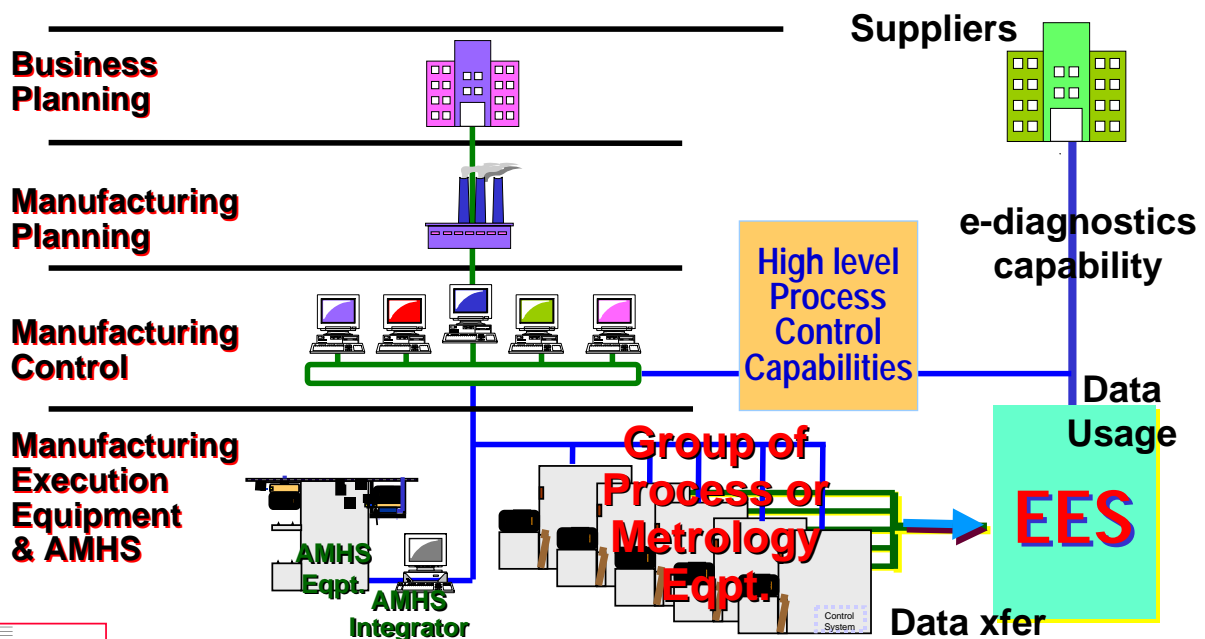 Suppliers
Business
Planning
Manufacturing
Planning
e-diagnostics
capability
High level
Process
Control
Capabilities
Manufacturing
Control
Data
Usage
Manufacturing
Execution
Equipment
& AMHS
Group of
Process or
Metrology
Eqpt.
EES
AMHS
Eqpt.
AMHS
Integrator
Control
System
Data xfer